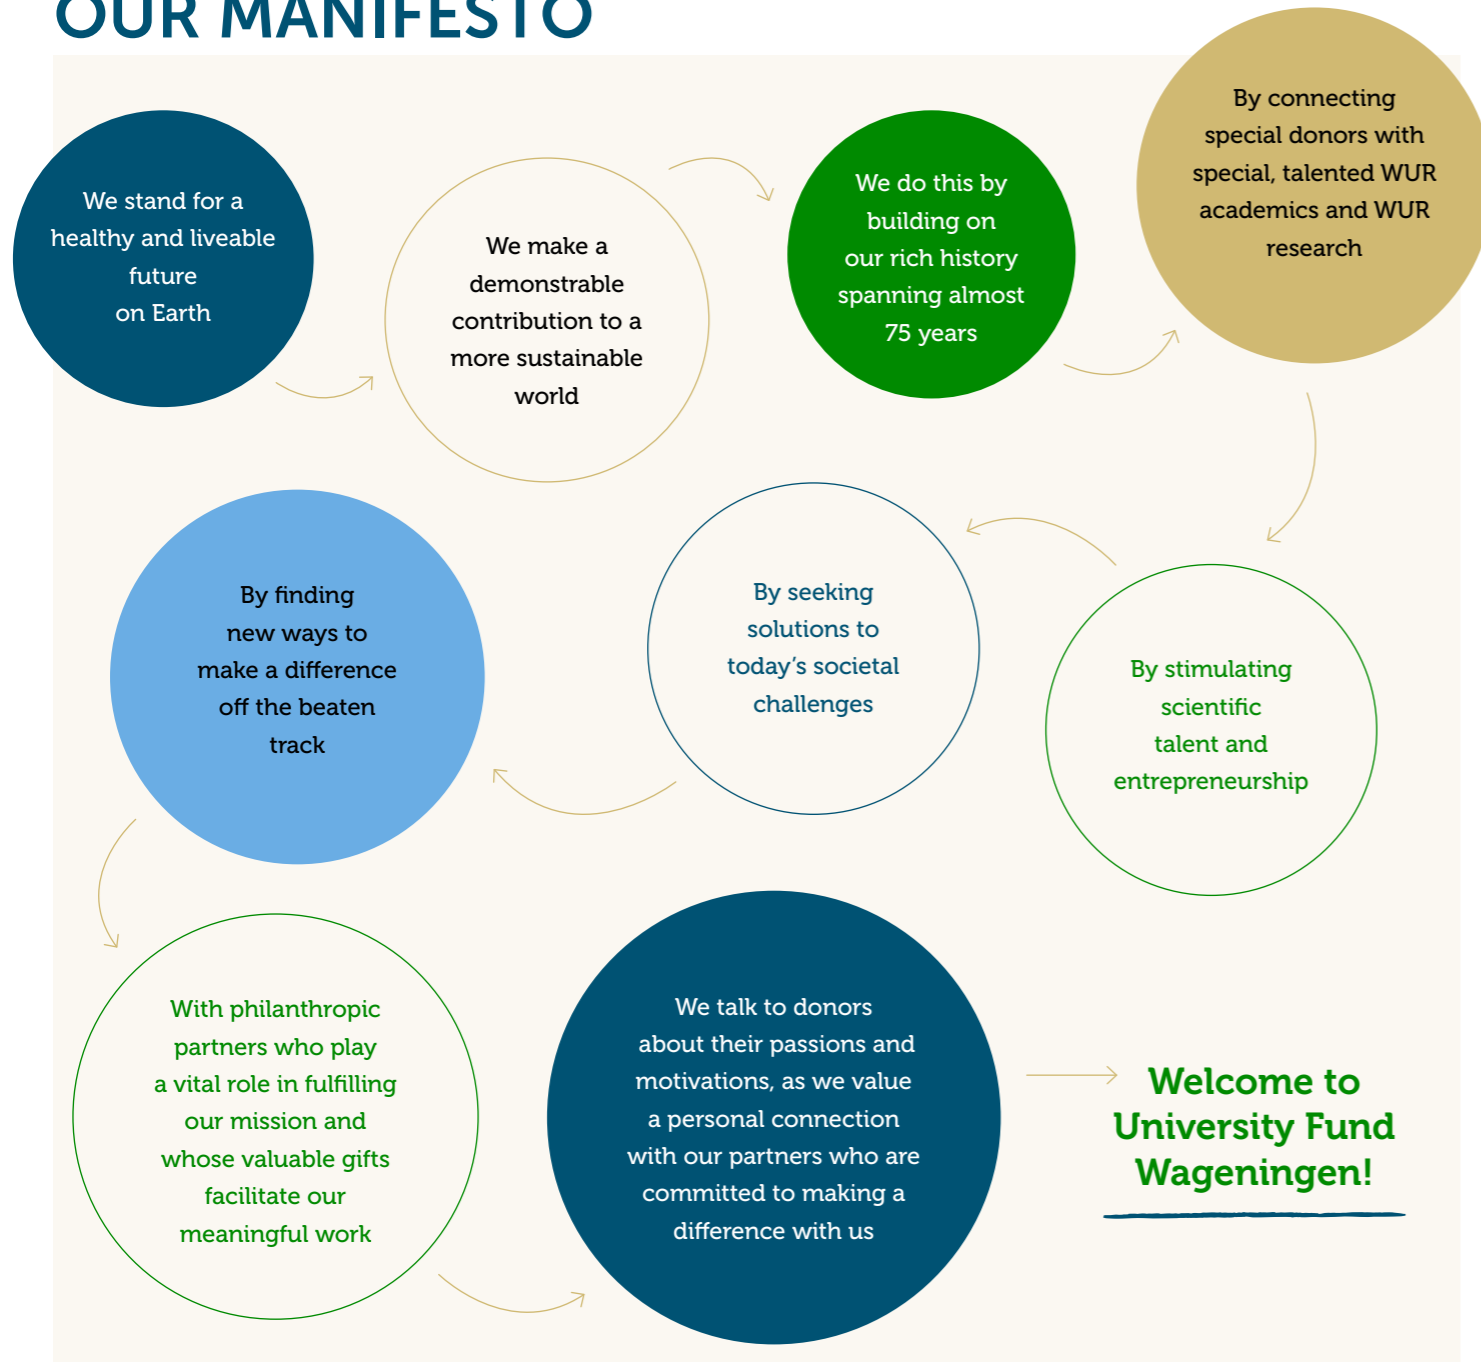 OUR MANIFESTO
We stand for a
healthy and liveable
future
on Earth
We make a
demonstrable
contribution to a
more sustainable
world
We do this by
building on
our rich history
spanning almost
75 years
By connecting
special donors with
special, talented WUR
academics and WUR
research
By stimulating
scientific
talent and
entrepreneurship
By seeking
solutions to
today's societal
challenges
By finding
new ways to
make a difference
off the beaten
track
With philanthropic
partners who play
a vital role in fulfilling
our mission and
whose valuable gifts
facilitate our
meaningful work
We talk to donors
about their passions and
motivations, as we value
a personal connection
with our partners who are
committed to making a
difference with us
Welcome to
University Fund
Wageningen!